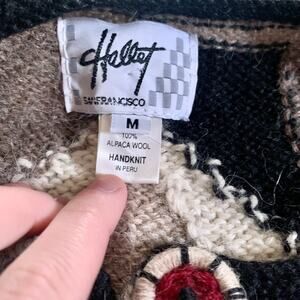 Hallet
SAN FRANCISCO
M
100%
ALPACA WOOL
HANDKNIT
IN PERU